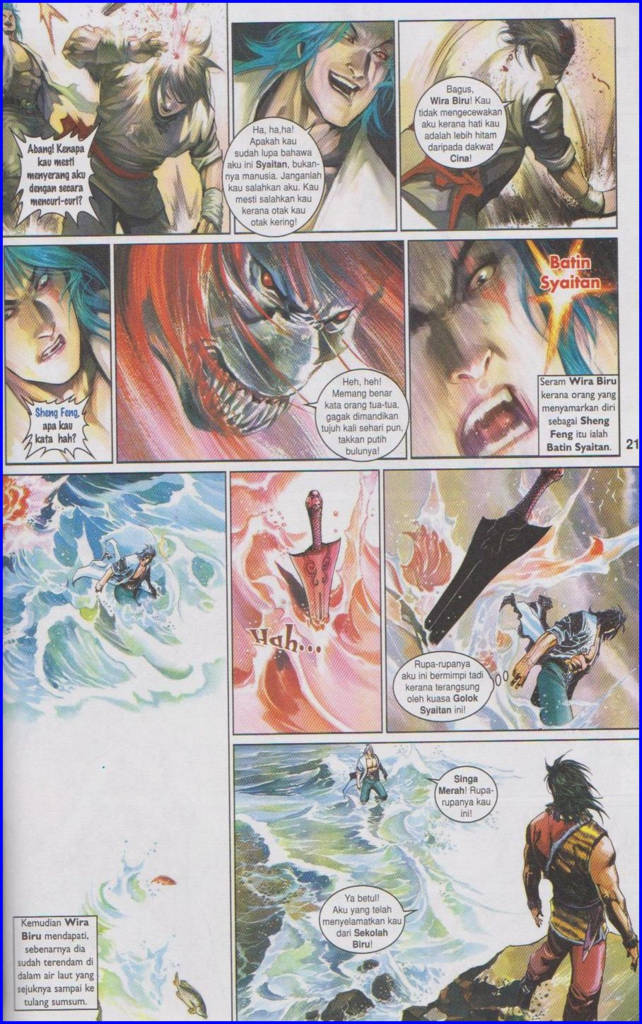 Abang! Kenapa
kau mesti
menyerang aku
dengan seeara
mencuri-curi?
Ha, ha,ha!
Apakah kau
sudah lupa bahawa
aku ini Syaitan, bukan-
nya manusia. Janganlah
kau salahkan aku. Kau
mesti salahkan kau
kerana otak kau
otak kering!
Bagus,
Wira Biru! Kau
tidak mengecewakan
aku kerana hati kau
adalah lebih hitam
daripada dakwat
Cina!
Sheng Feng,
apa kau
kata hah?
Heh, heh!
Memang benar
kata orang tua-tua,
gagak dimandikan
tujuh kali sehari pun,
takkan putih
bulunya!
Batin
Syaitan
Seram Wira Biru
kerana orang yang
menyamarkan diri
sebagai Sheng
Feng itu ialah
Batin Syaitan.
21
Hah...
Rupa-rupanya
aku ini bermimpi tadi
kerana terangsung
oleh kuasa Golok
Syaitan ini!
Kemudian Wira
Biru mendapati,
sebenarnya dia
sudah terendam di
dalam air laut yang
sejuknya sampai ke
tulang sumsum.
Singa
Merah! Rupa-
rupanya kau
ini!
Ya betul!
Aku yang telah
menyelamatkan kau
dari Sekolah
Biru!